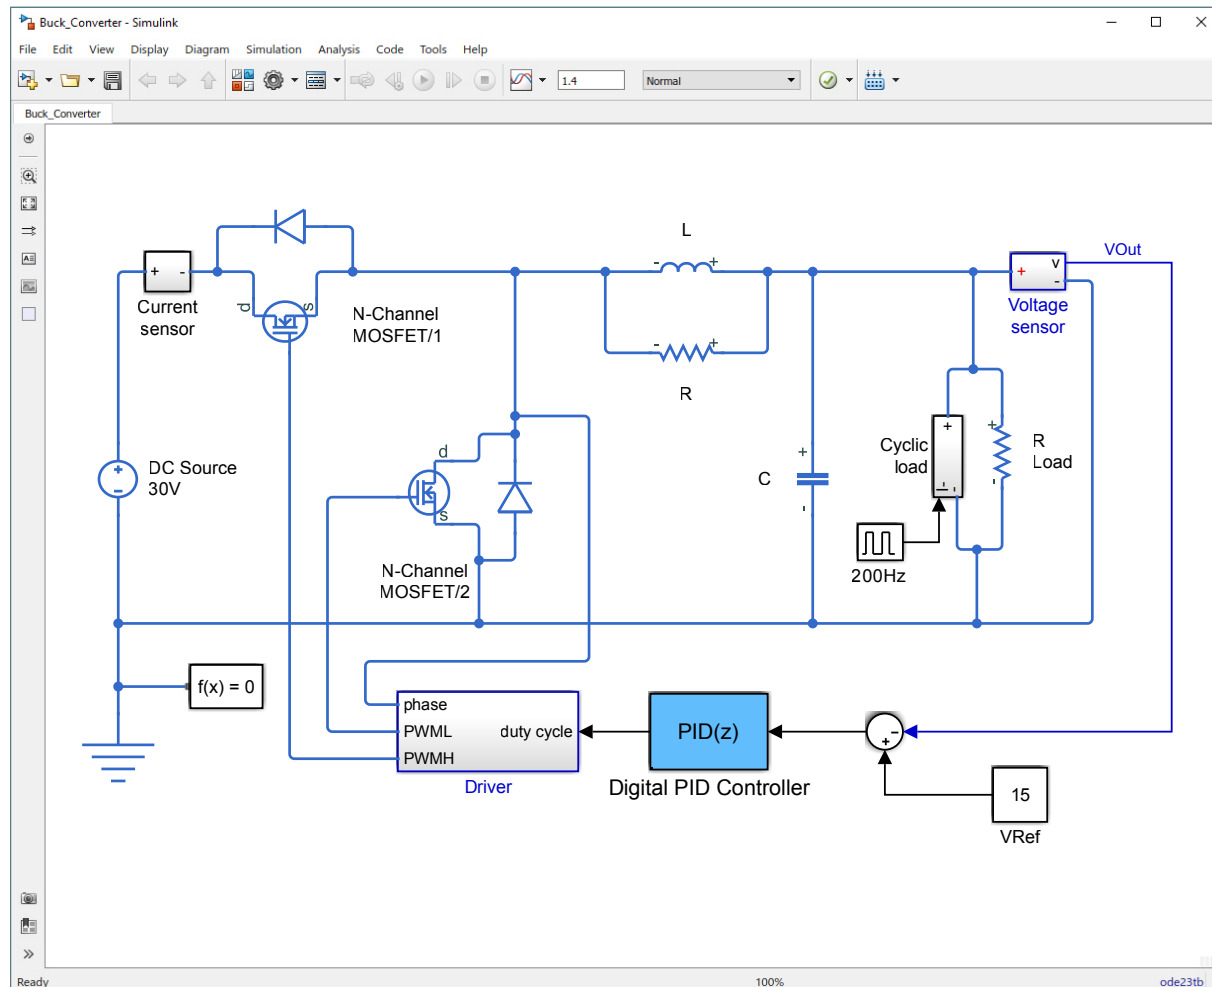 Buck_Converter - Simulink
File Edit View Display Diagram Simulation Analysis Code Tools Help
1.4 Normal
Buck_Converter
L
VOut
+ -
- +
+ v
-
Current
sensor
d s
N-Channel
MOSFET/1
Voltage
sensor
- +
R
DC Source
30V
+
-
d
s
C
+
-
Cyclic
load
+
-
+
-
R
Load
200Hz
N-Channel
MOSFET/2
f(x) = 0
phase
PWML
PWMH
duty cycle
Driver
PID(z)
Digital PID Controller
-
+
15
VRef
Ready 100% ode23tb